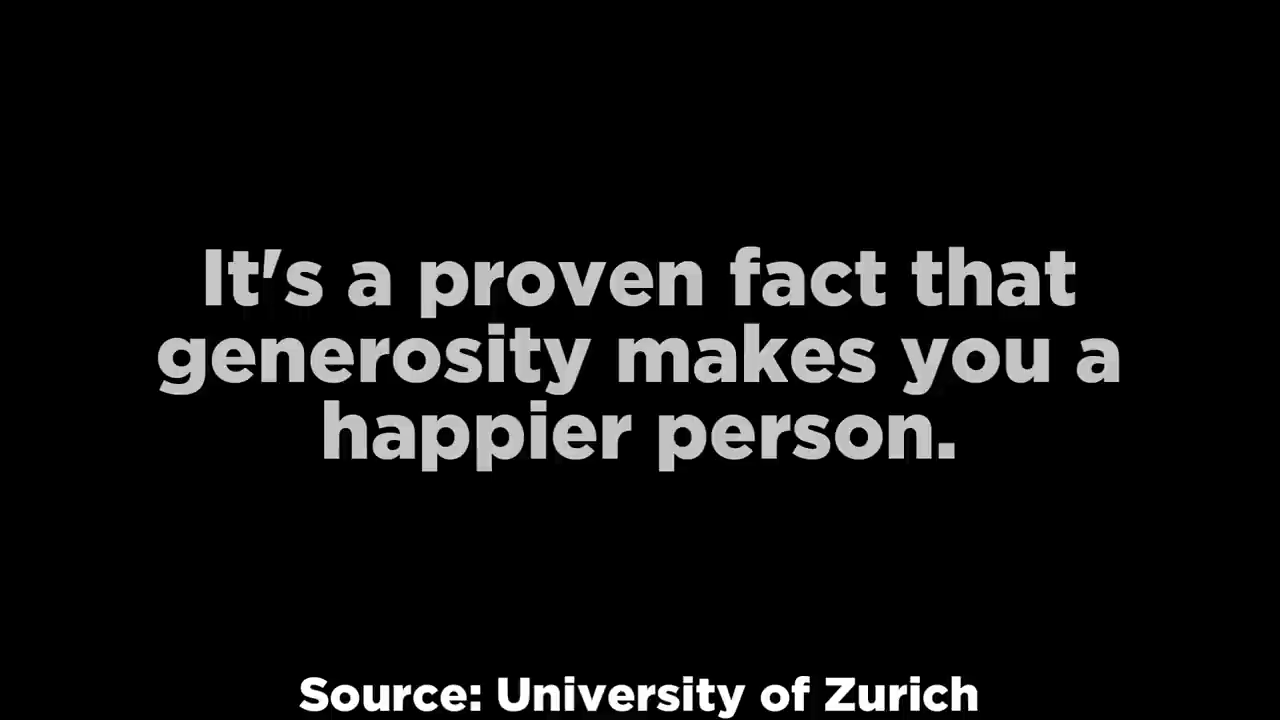 It's a proven fact that
generosity makes you a
happier person.
Source: University of Zurich